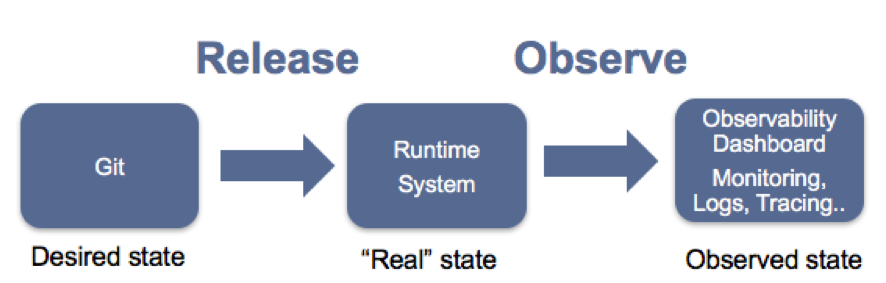 Release
Observe
Git
Runtime
System
Observability
Dashboard
Monitoring,
Logs, Tracing..
Desired state
“Real” state
Observed state